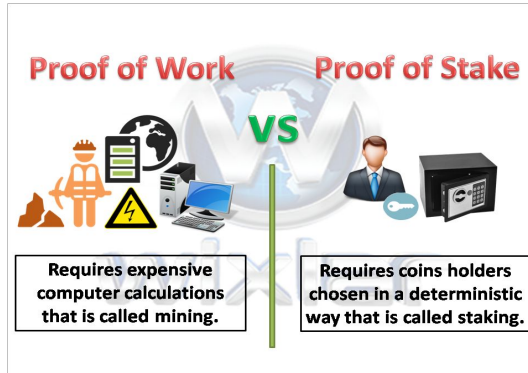 Proof of Work
Proof of Stake
VS
Requires expensive
computer calculations
that is called mining.
Requires coins holders
chosen in a deterministic
way that is called staking.